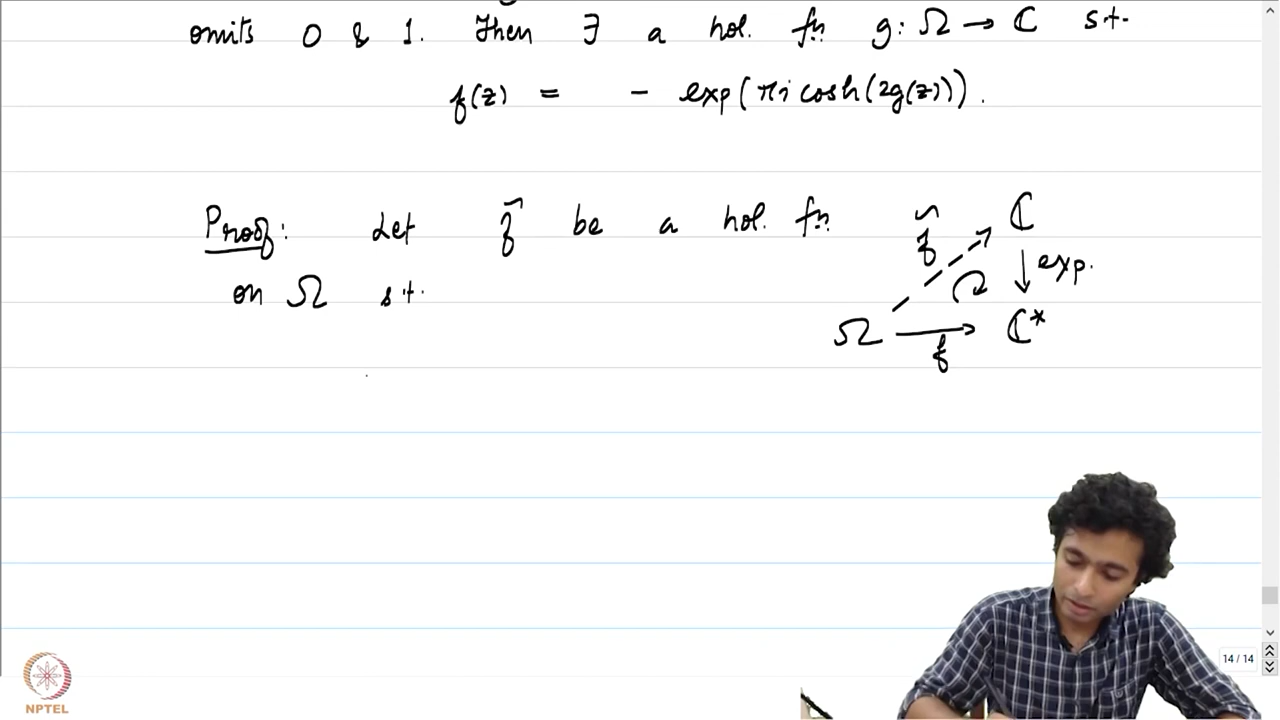 omits 0 & 1. Then ∃ a hol. fn. g: Ω → ℂ s.t.
f(z) = - exp(πi cosh(2g(z))).
Proof: Let f̃ be a hol. fn.
on Ω s.t.
f̃ ℂ
exp.
Ω → ℂ*
f
14 / 14
NPTEL